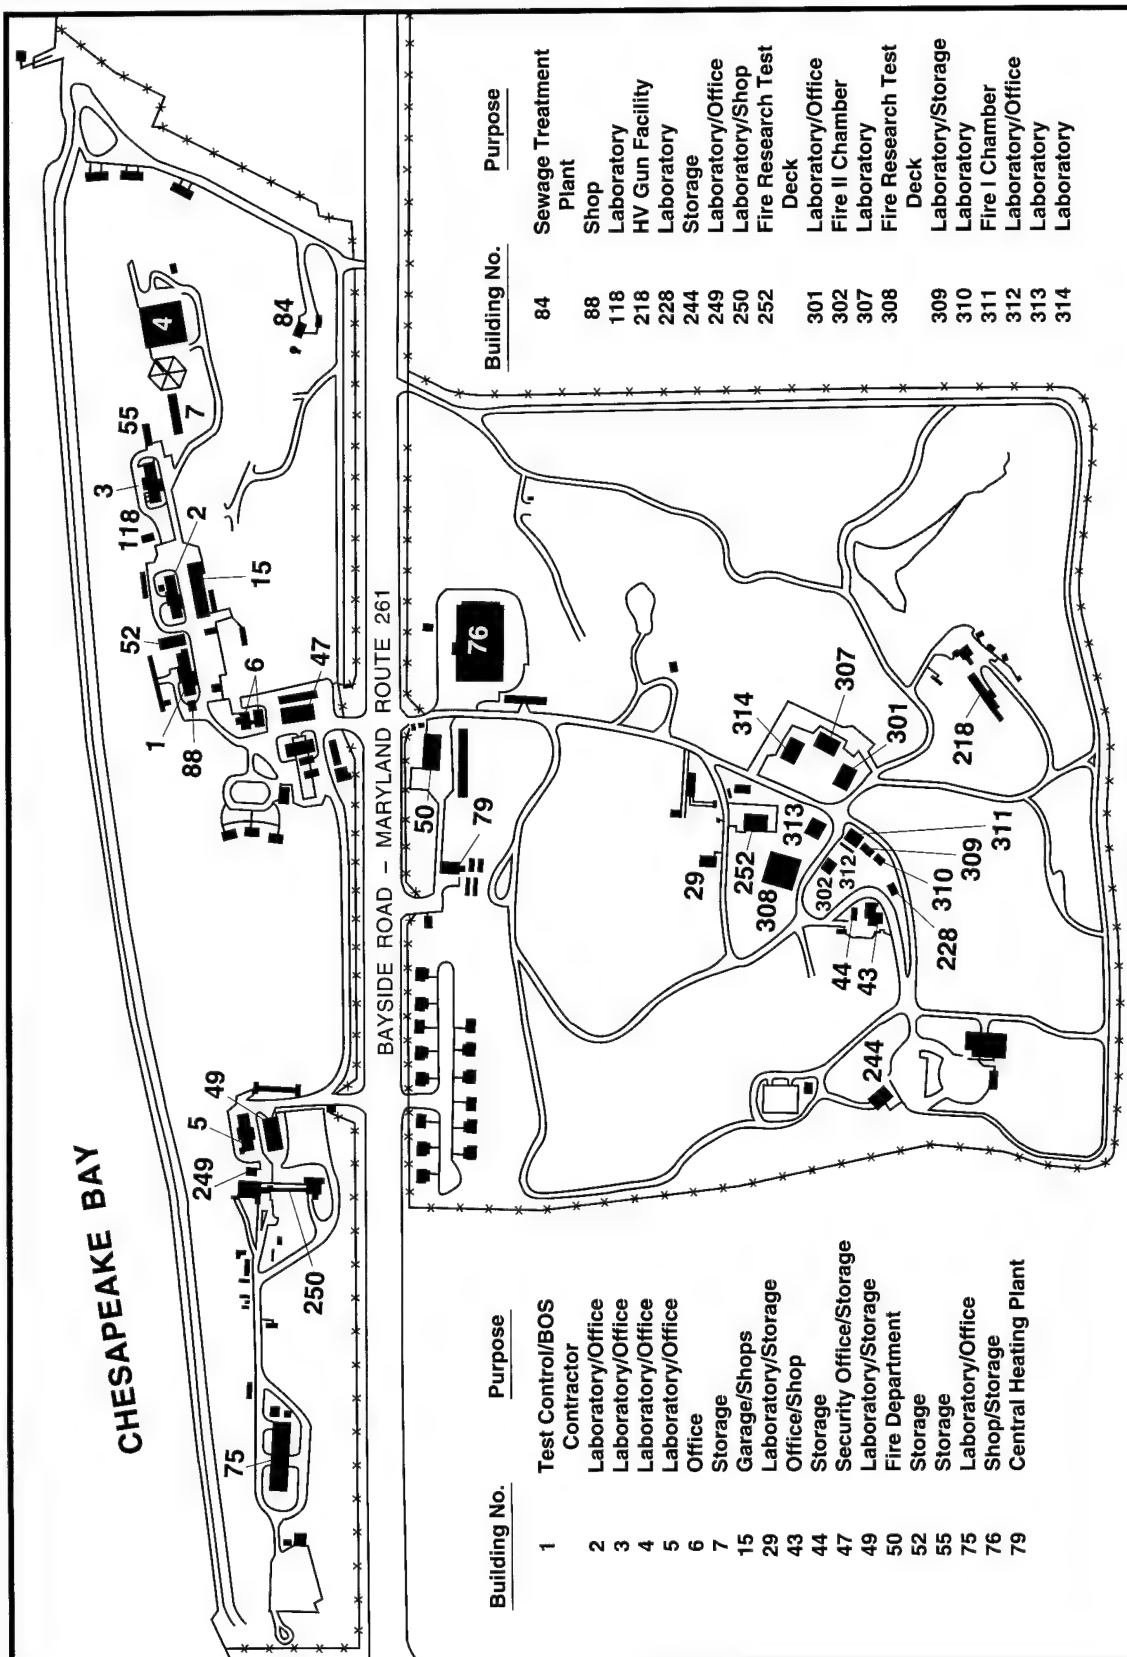 CHESAPEAKE BAY
75
250
249
5
49
1
88
52
6
47
118
2
15
3
55
7
4
84
BAYSIDE ROAD – MARYLAND ROUTE 261
50
79
76
29
252
308
313
314
307
301
302
312
311
309
310
228
44
43
244
218
Building No. Purpose
1 Test Control/BOS
Contractor
2 Laboratory/Office
3 Laboratory/Office
4 Laboratory/Office
5 Laboratory/Office
6 Office
7 Storage
15 Garage/Shops
29 Laboratory/Storage
43 Office/Shop
44 Storage
47 Security Office/Storage
49 Laboratory/Storage
50 Fire Department
52 Storage
55 Storage
75 Laboratory/Office
76 Shop/Storage
79 Central Heating Plant
Building No. Purpose
84 Sewage Treatment
Plant
88 Shop
118 Laboratory
218 HV Gun Facility
228 Laboratory
244 Storage
249 Laboratory/Office
250 Laboratory/Shop
252 Fire Research Test
Deck
301 Laboratory/Office
302 Fire II Chamber
307 Laboratory
308 Fire Research Test
Deck
309 Laboratory/Storage
310 Laboratory
311 Fire I Chamber
312 Laboratory/Office
313 Laboratory
314 Laboratory